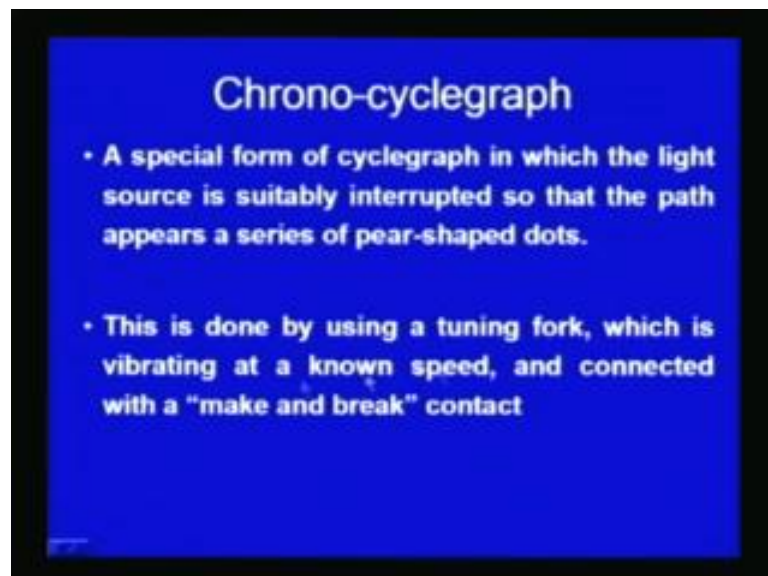 Chrono-cyclegraph
• A special form of cyclegraph in which the light
source is suitably interrupted so that the path
appears a series of pear-shaped dots.
• This is done by using a tuning fork, which is
vibrating at a known speed, and connected
with a “make and break” contact